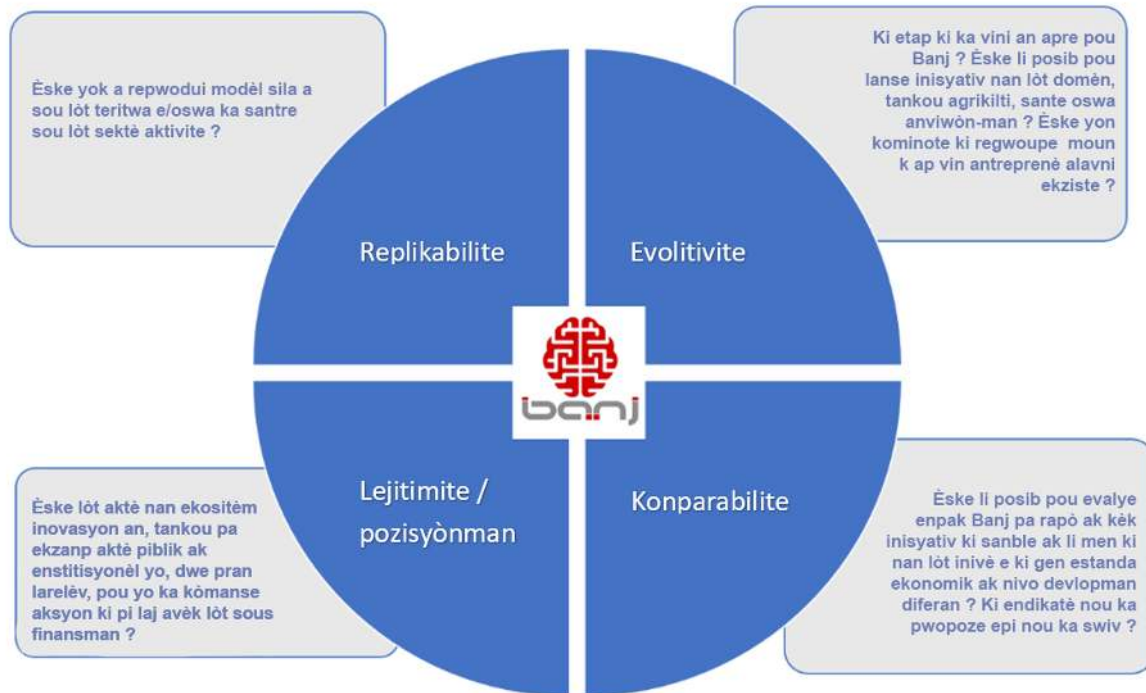 Èske yok a repwodui modèl sila a
sou lòt teritwa e/oswa ka santre
sou lòt sektè aktivite ?
Ki etap ki ka vini an apre pou
Banj ? Èske li posib pou
lanse inisyativ nan lòt domèn,
tankou agrikilti, sante oswa
anviwòn-man ? Èske yon
kominote ki regwoupe moun
k ap vin antreprenè alavni
ekziste ?
Replikabilite
Evolitivite
banj
Lejitimite /
pozisyònman
Konparabilite
Èske lòt aktè nan ekositèm
inovasyon an, tankou pa
ekzanp aktè piblik ak
enstitisyonèl yo, dwe pran
larelèv, pou yo ka kòmanse
aksyon ki pi laj avèk lòt sous
finansman ?
Èske li posib pou evalye
enpak Banj pa rapò ak kèk
inisyativ ki sanble ak li men ki
nan lòt inivè e ki gen estanda
ekonomik ak nivo devlopman
diferan ? Ki endikatè nou ka
pwopoze epi nou ka swiv ?